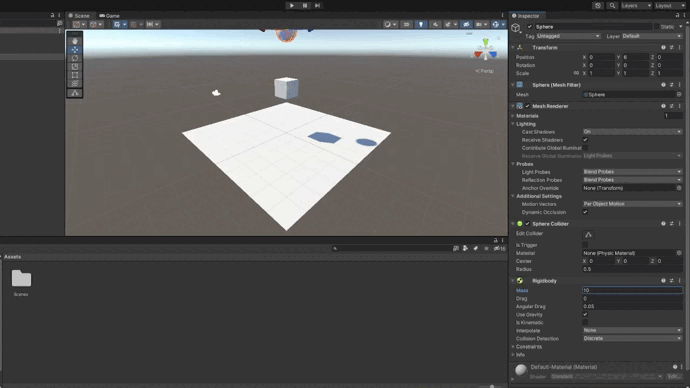 Layers
Layout
Scene
Game
Inspector
Sphere
Static
Tag Untagged
Layer Default
Transform
Position X 0 Y 6 Z 0
Rotation X 0 Y 0 Z 0
Scale X 1 Y 1 Z 1
Sphere (Mesh Filter)
Mesh Sphere
Mesh Renderer
Materials 1
Lighting
Cast Shadows On
Receive Shadows
Contribute Global Illuminat
Receive Global Illuminatio Light Probes
Probes
Light Probes Blend Probes
Reflection Probes Blend Probes
Anchor Override None (Transform)
Additional Settings
Motion Vectors Per Object Motion
Dynamic Occlusion
Sphere Collider
Edit Collider
Is Trigger
Material None (Physic Material)
Center X 0 Y 0 Z 0
Radius 0.5
Rigidbody
Mass 10
Drag 0
Angular Drag 0.05
Use Gravity
Is Kinematic
Interpolate None
Collision Detection Discrete
Constraints
Info
Default-Material (Material)
Shader Standard Edit...
Persp
Assets
Scenes